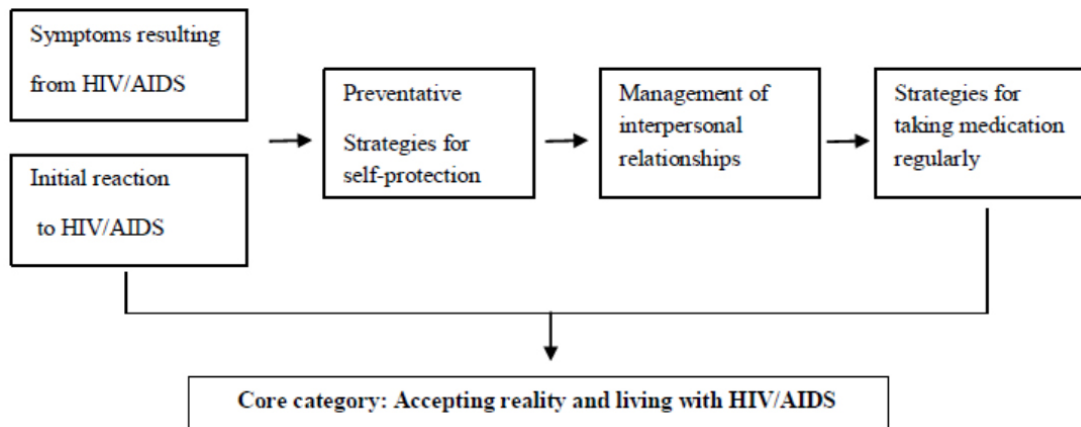 Symptoms resulting
from HIV/AIDS
Initial reaction
to HIV/AIDS
Preventative
Strategies for
self-protection
Management of
interpersonal
relationships
Strategies for
taking medication
regularly
Core category: Accepting reality and living with HIV/AIDS